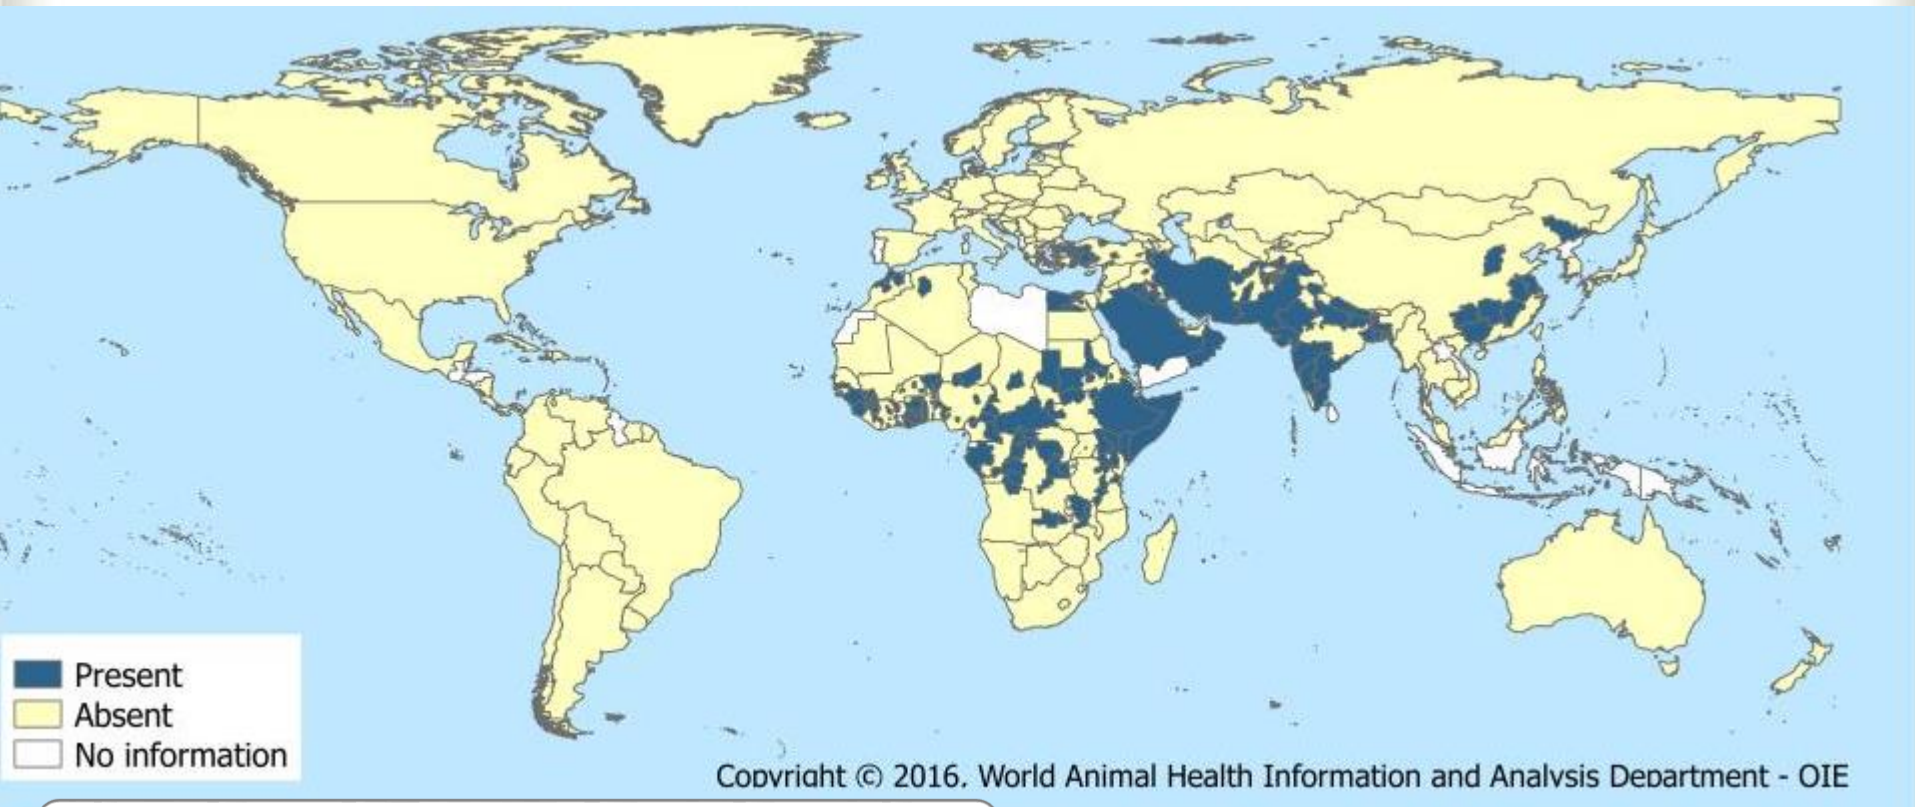 Present
Absent
No information
Copyright © 2016. World Animal Health Information and Analysis Department - OIE